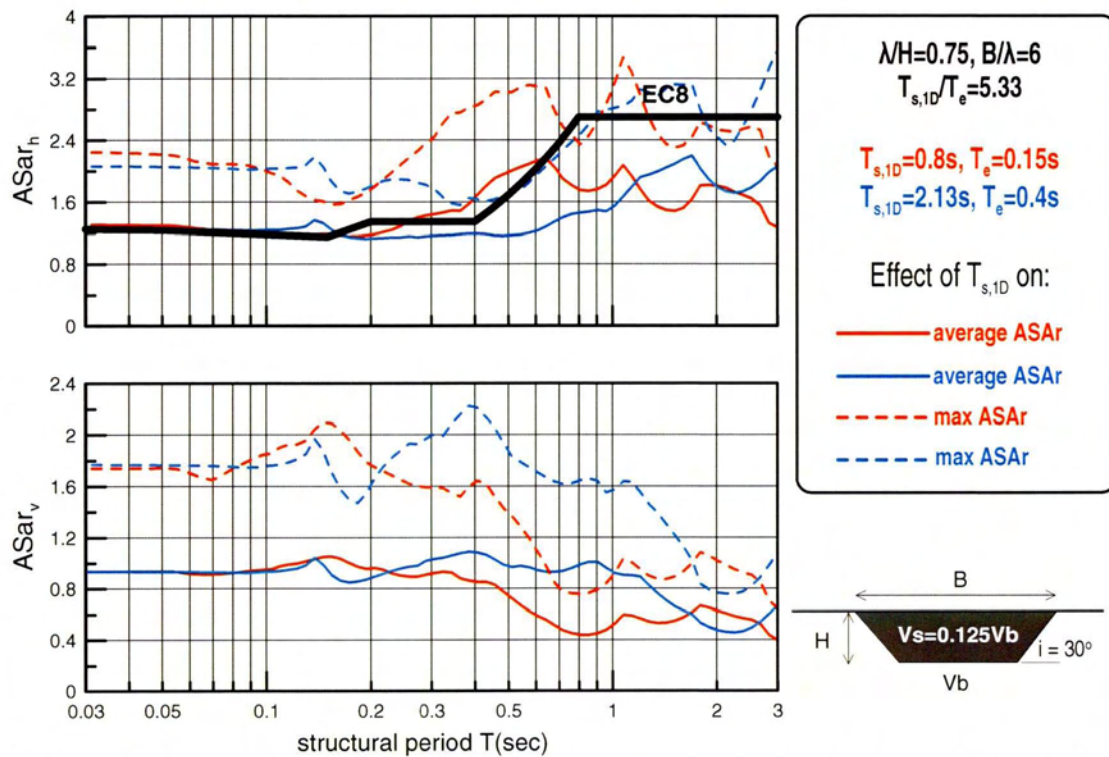 4
3.2
2.4
1.6
0.8
0
ASar_h
EC8
2.4
2
1.6
1.2
0.8
0.4
0
ASar_v
0.03 0.05 0.1 0.2 0.3 0.5 1 2 3
structural period T(sec)
λ/H=0.75, B/λ=6
T_s,1D/T_e=5.33
T_s,1D=0.8s, T_e=0.15s
T_s,1D=2.13s, T_e=0.4s
Effect of T_s,1D on:
average ASAr
average ASAr
max ASAr
max ASAr
B
H
Vs=0.125Vb
i = 30°
Vb